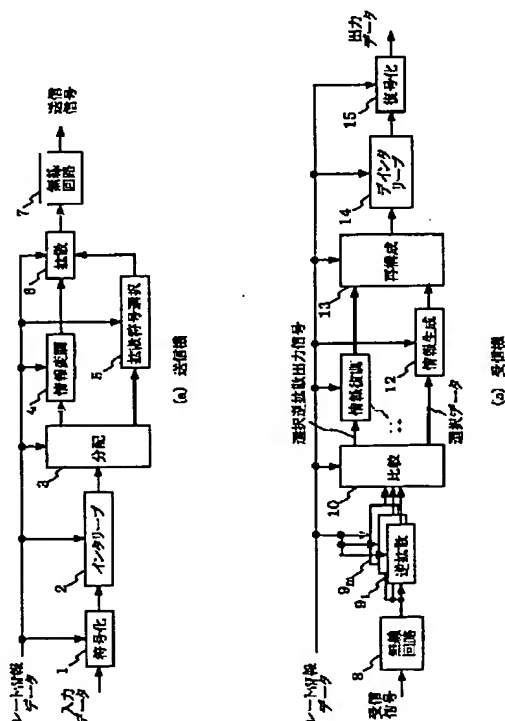 レート情報
データ
入力
データ
1
符号化
2
インタリーブ
3
分配
4
情報変調
5
拡散符号選択
6
拡散
7
無線
回路
送信
信号
(a) 送信機
レート情報
データ
受信
信号
8
無線
回路
9₁
9m
逆拡散
10
比較
選択逆拡散出力信号
情報復調
選択データ
12
情報生成
13
再構成
14
デインタ
リーブ
15
復号化
出力
データ
受信機